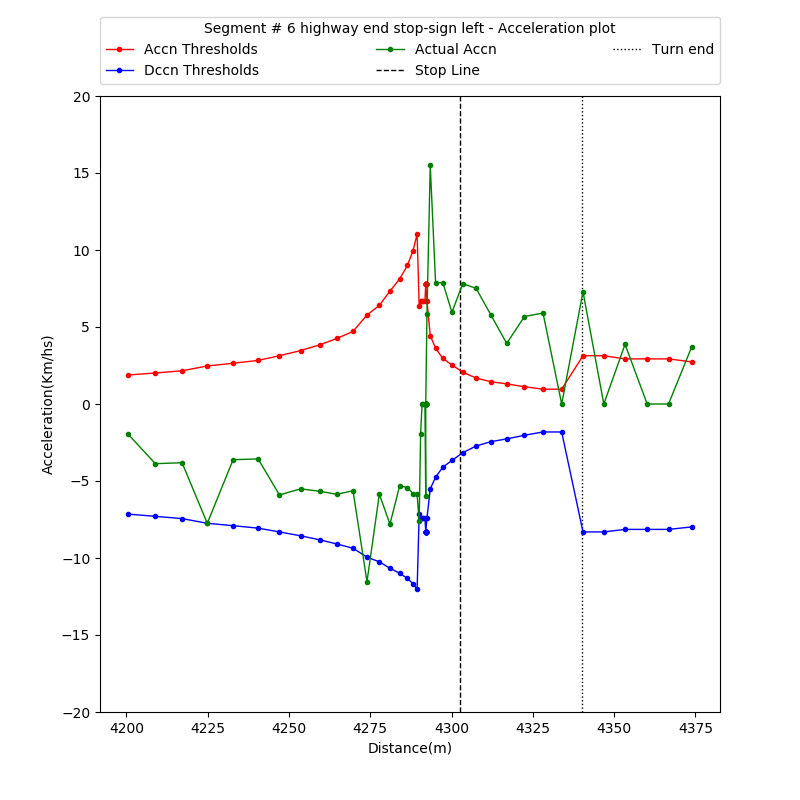 Segment # 6 highway end stop-sign left - Acceleration plot
Accn Thresholds
Dccn Thresholds
Actual Accn
Stop Line
Turn end
20
15
10
5
0
−5
−10
−15
−20
Acceleration(Km/hs)
4200 4225 4250 4275 4300 4325 4350 4375
Distance(m)